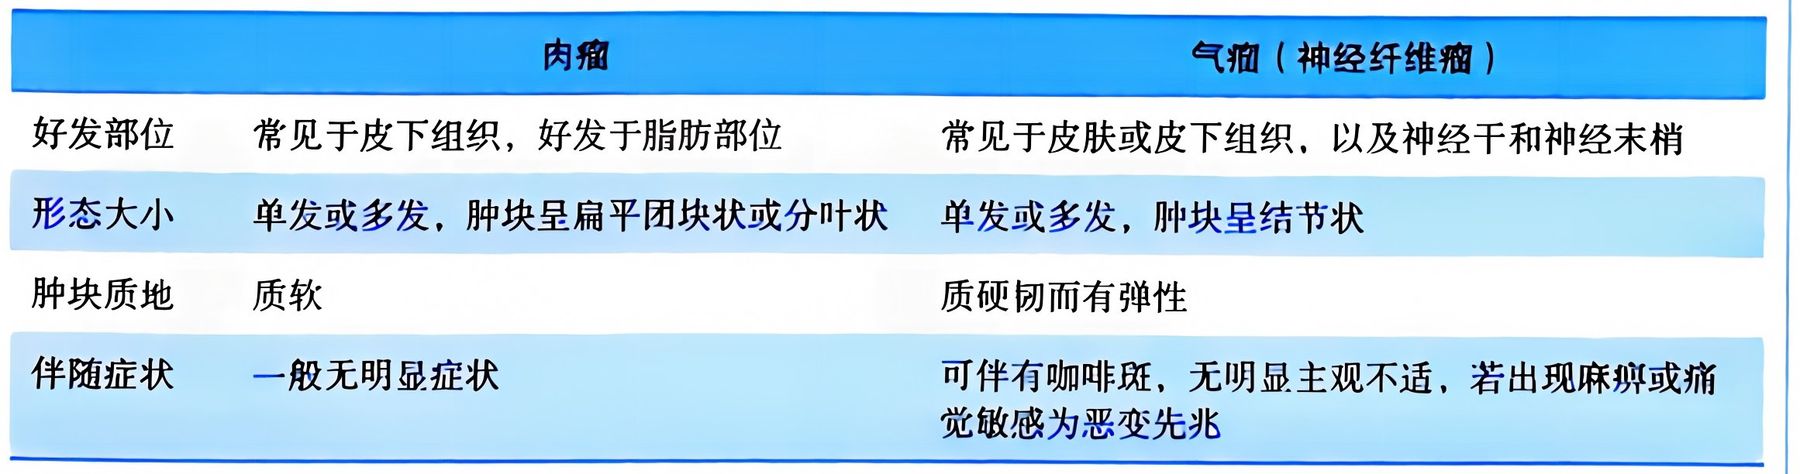 肉瘤 气瘤（神经纤维瘤）
好发部位 常见于皮下组织，好发于脂肪部位 常见于皮肤或皮下组织，以及神经干和神经末梢
形态大小 单发或多发，肿块呈扁平团块状或分叶状 单发或多发，肿块呈结节状
肿块质地 质软 质硬韧而有弹性
伴随症状 一般无明显症状 可伴有咖啡斑，无明显主观不适，若出现麻痹或痛
觉敏感为恶变先兆